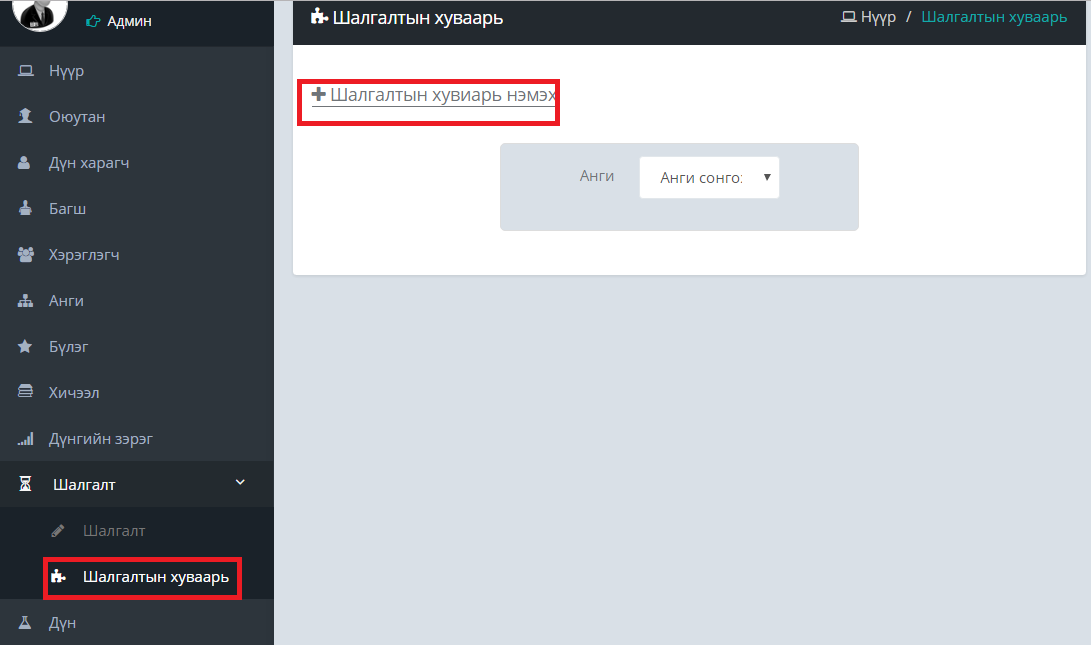 Админ
Нүүр
Оюутан
Дүн харагч
Багш
Хэрэглэгч
Анги
Бүлэг
Хичээл
Дүнгийн зэрэг
Шалгалт
Шалгалт
Шалгалтын хуваарь
Дүн
Шалгалтын хуваарь
Нүүр / Шалгалтын хуваарь
Шалгалтын хувиарь нэмэх
Анги Анги сонго: